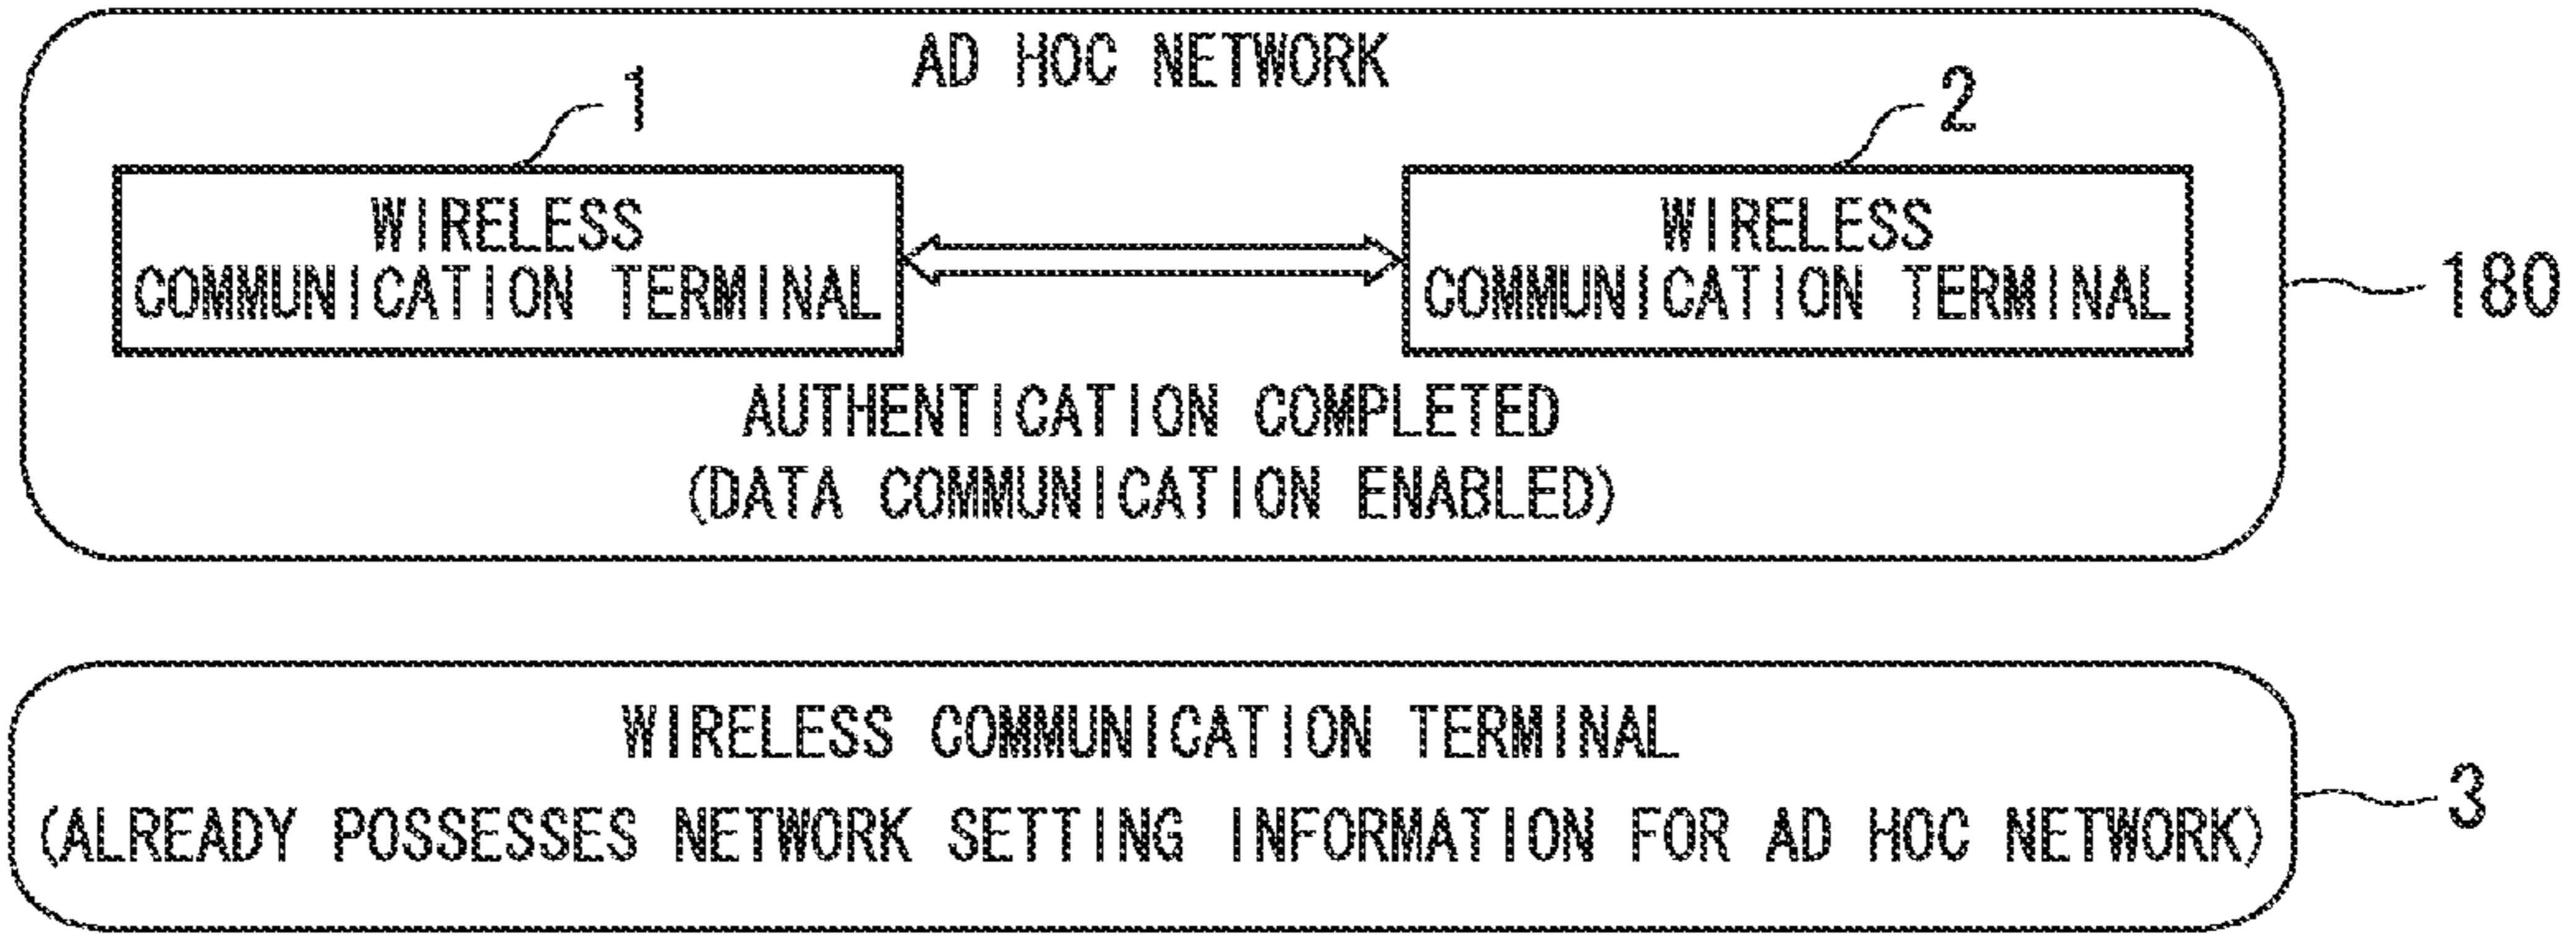 AD HOC NETWORK
1
2
WIRELESS
COMMUNICATION TERMINAL
WIRELESS
COMMUNICATION TERMINAL
180
AUTHENTICATION COMPLETED
(DATA COMMUNICATION ENABLED)
WIRELESS COMMUNICATION TERMINAL
(ALREADY POSSESSES NETWORK SETTING INFORMATION FOR AD HOC NETWORK)
3